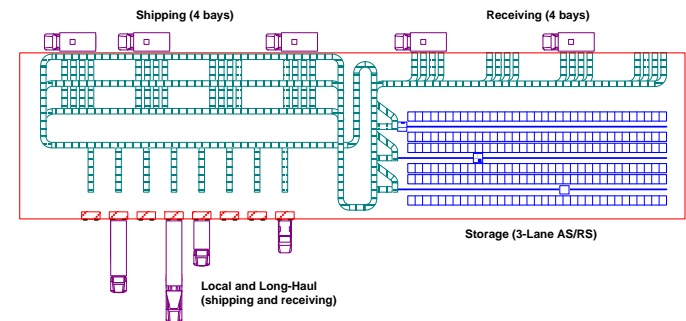 Shipping (4 bays)
Receiving (4 bays)
Storage (3-Lane AS/RS)
Local and Long-Haul
(shipping and receiving)